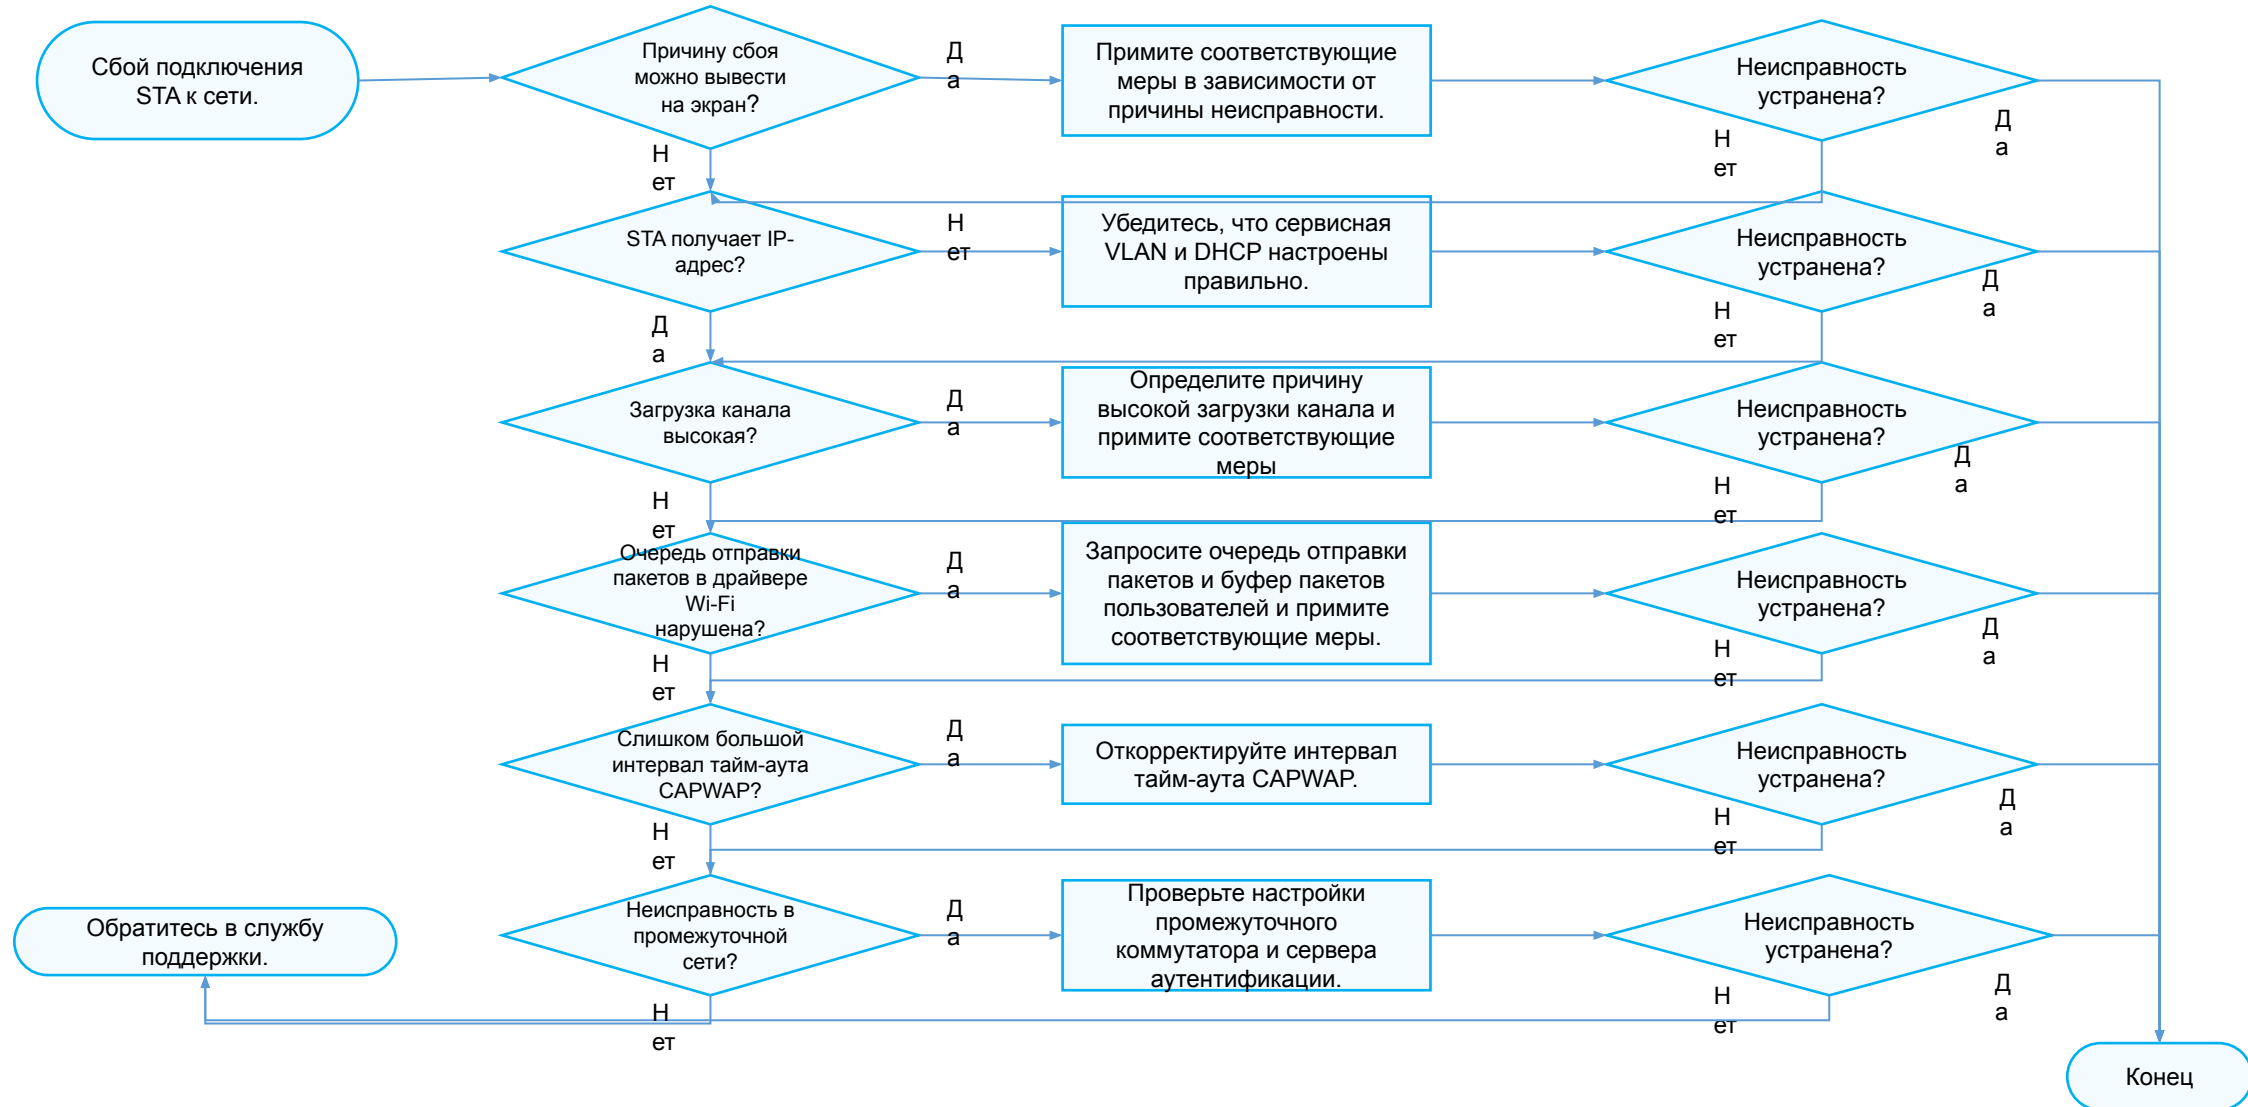 Сбой подключения
STA к сети.
Причину сбоя
можно вывести
на экран?
Д
а
Примите соответствующие
меры в зависимости от
причины неисправности.
Неисправность
устранена?
Д
а
Н
ет
Н
ет
STA получает IP-
адрес?
Н
ет
Убедитесь, что сервисная
VLAN и DHCP настроены
правильно.
Неисправность
устранена?
Д
а
Н
ет
Д
а
Загрузка канала
высокая?
Д
а
Определите причину
высокой загрузки канала и
примите соответствующие
меры
Неисправность
устранена?
Д
а
Н
ет
Н
ет
Очередь отправки
пакетов в драйвере
Wi-Fi
нарушена?
Д
а
Запросите очередь отправки
пакетов и буфер пакетов
пользователей и примите
соответствующие меры.
Неисправность
устранена?
Д
а
Н
ет
Н
ет
Слишком большой
интервал тайм-аута
CAPWAP?
Д
а
Откорректируйте интервал
тайм-аута CAPWAP.
Неисправность
устранена?
Д
а
Н
ет
Н
ет
Обратитесь в службу
поддержки.
Неисправность в
промежуточной
сети?
Д
а
Проверьте настройки
промежуточного
коммутатора и сервера
аутентификации.
Неисправность
устранена?
Д
а
Н
ет
Н
ет
Конец